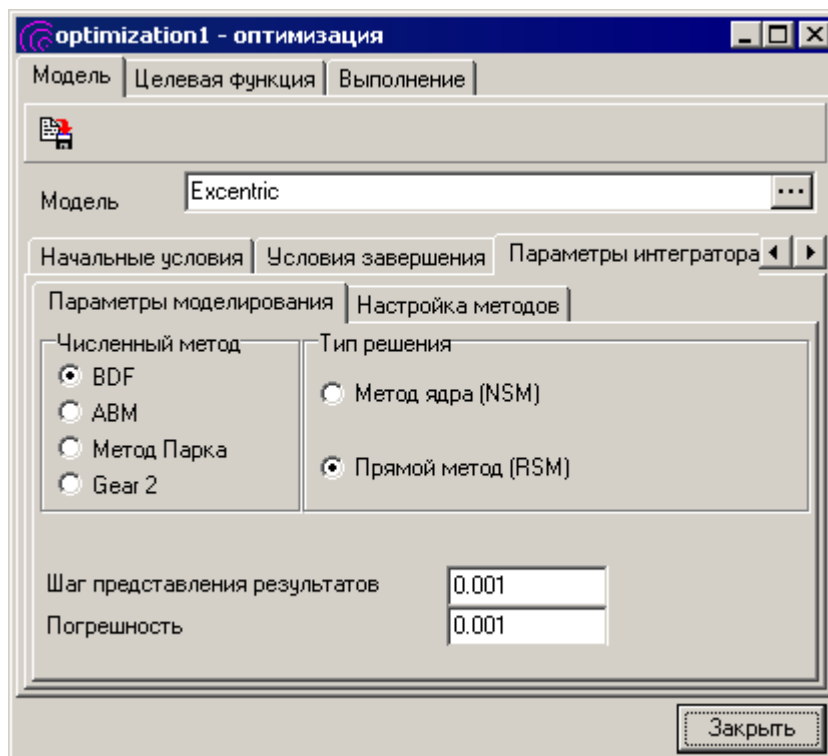 optimization1 - оптимизация
Модель Целевая функция Выполнение
Модель Excentric ...
Начальные условия Условия завершения Параметры интегратора
Параметры моделирования Настройка методов
Численный метод Тип решения
BDF
Метод ядра (NSM)
ABM
Метод Парка
Прямой метод (RSM)
Gear 2
Шаг представления результатов 0.001
Погрешность 0.001
Закрыть